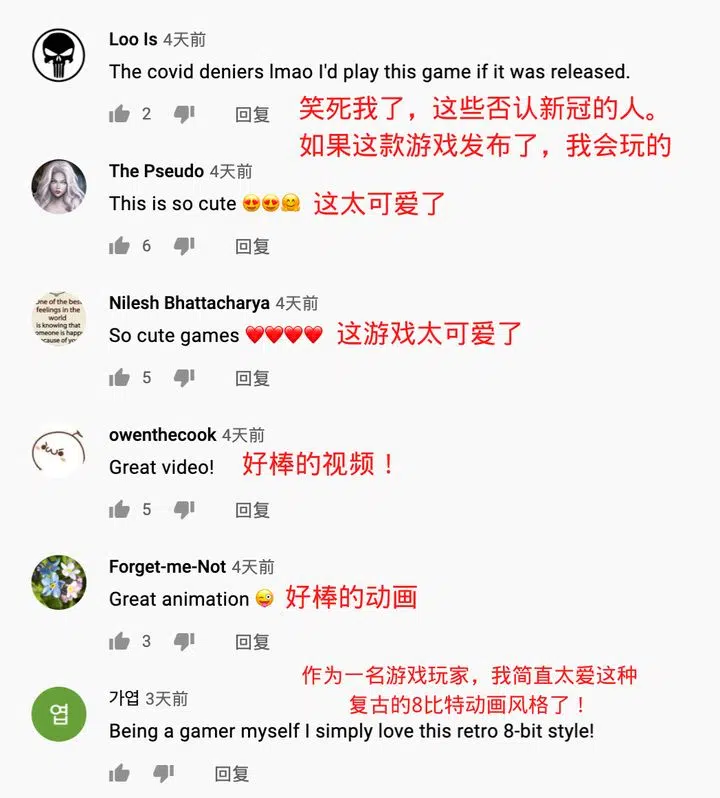 Loo Is 4天前
The covid deniers lmao I'd play this game if it was released.
2 回复
笑死我了，这些否认新冠的人。
如果这款游戏发布了，我会玩的
The Pseudo 4天前
This is so cute 😍😍🤗 这太可爱了
6 回复
one of the best
feelings in the
world
is knowing that
someone is happy
because of you
Nilesh Bhattacharya 4天前
So cute games ❤️❤️❤️❤️ 这游戏太可爱了
5 回复
owenthecook 4天前
Great video! 好棒的视频！
5 回复
Forget-me-Not 4天前
Great animation 😜 好棒的动画
3 回复
作为一名游戏玩家，我简直太爱这种
复古的8比特动画风格了！
엽
가엽 3天前
Being a gamer myself I simply love this retro 8-bit style!
回复